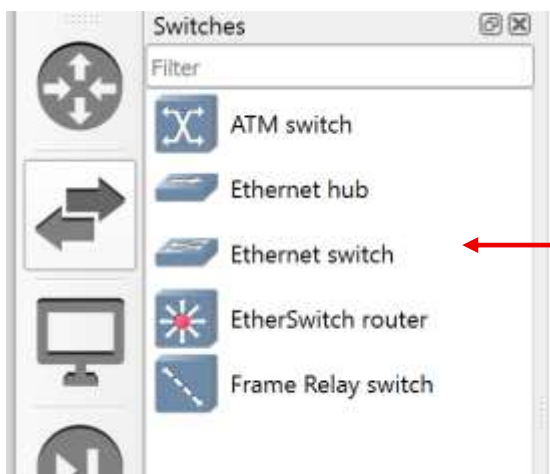 Switches
Filter
ATM switch
Ethernet hub
Ethernet switch
EtherSwitch router
Frame Relay switch